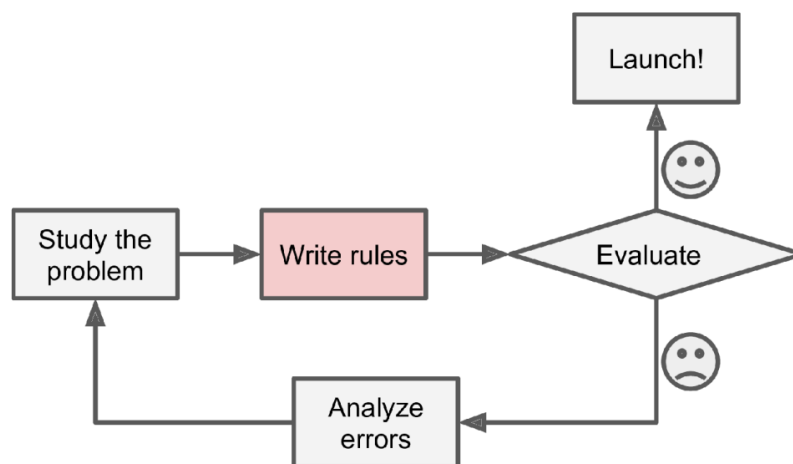 Launch!
Study the
problem
Write rules
Evaluate
Analyze
errors